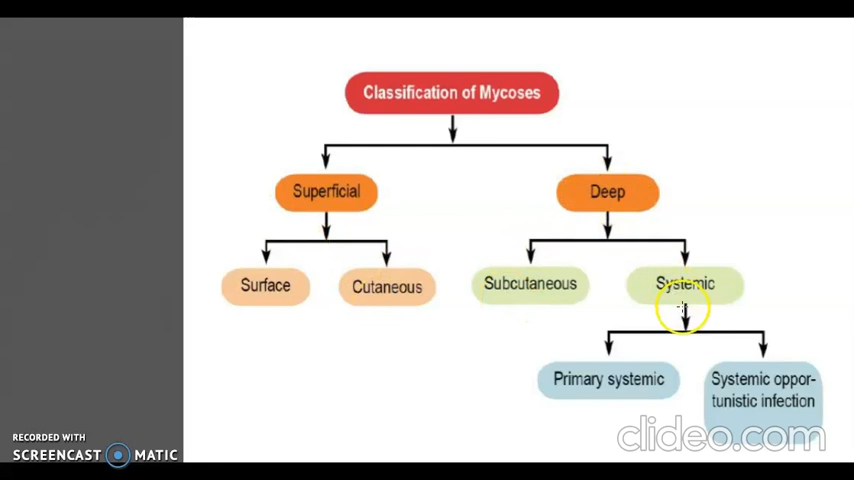 Classification of Mycoses
Superficial
Deep
Surface
Cutaneous
Subcutaneous
Systemic
Primary systemic
Systemic oppor-
tunistic infection
clideo.com
RECORDED WITH
SCREENCAST MATIC